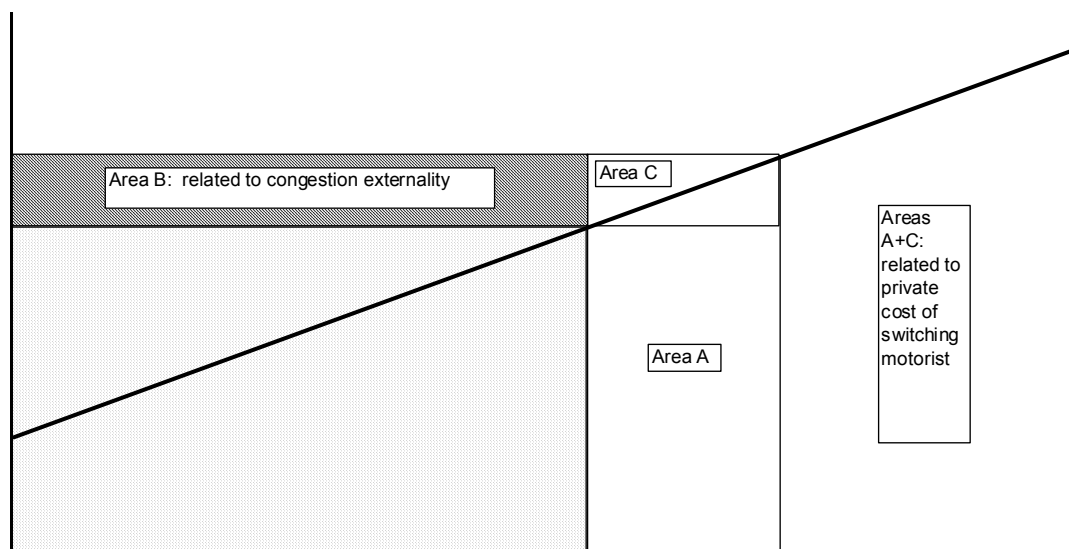 Area B:  related to congestion externality
Area C
Areas
A+C:
related to
private
cost of
switching
motorist
Area A